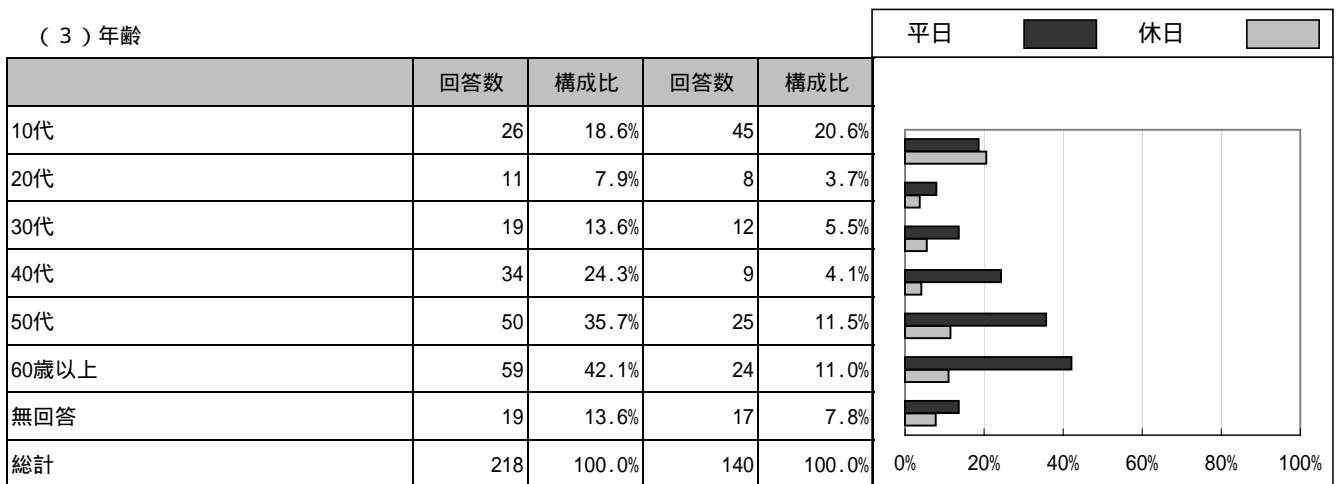 (3)年齢
平日 休日
回答数 構成比 回答数 構成比
10代 26 18.6% 45 20.6%
20代 11 7.9% 8 3.7%
30代 19 13.6% 12 5.5%
40代 34 24.3% 9 4.1%
50代 50 35.7% 25 11.5%
60歳以上 59 42.1% 24 11.0%
無回答 19 13.6% 17 7.8%
総計 218 100.0% 140 100.0%
0% 20% 40% 60% 80% 100%